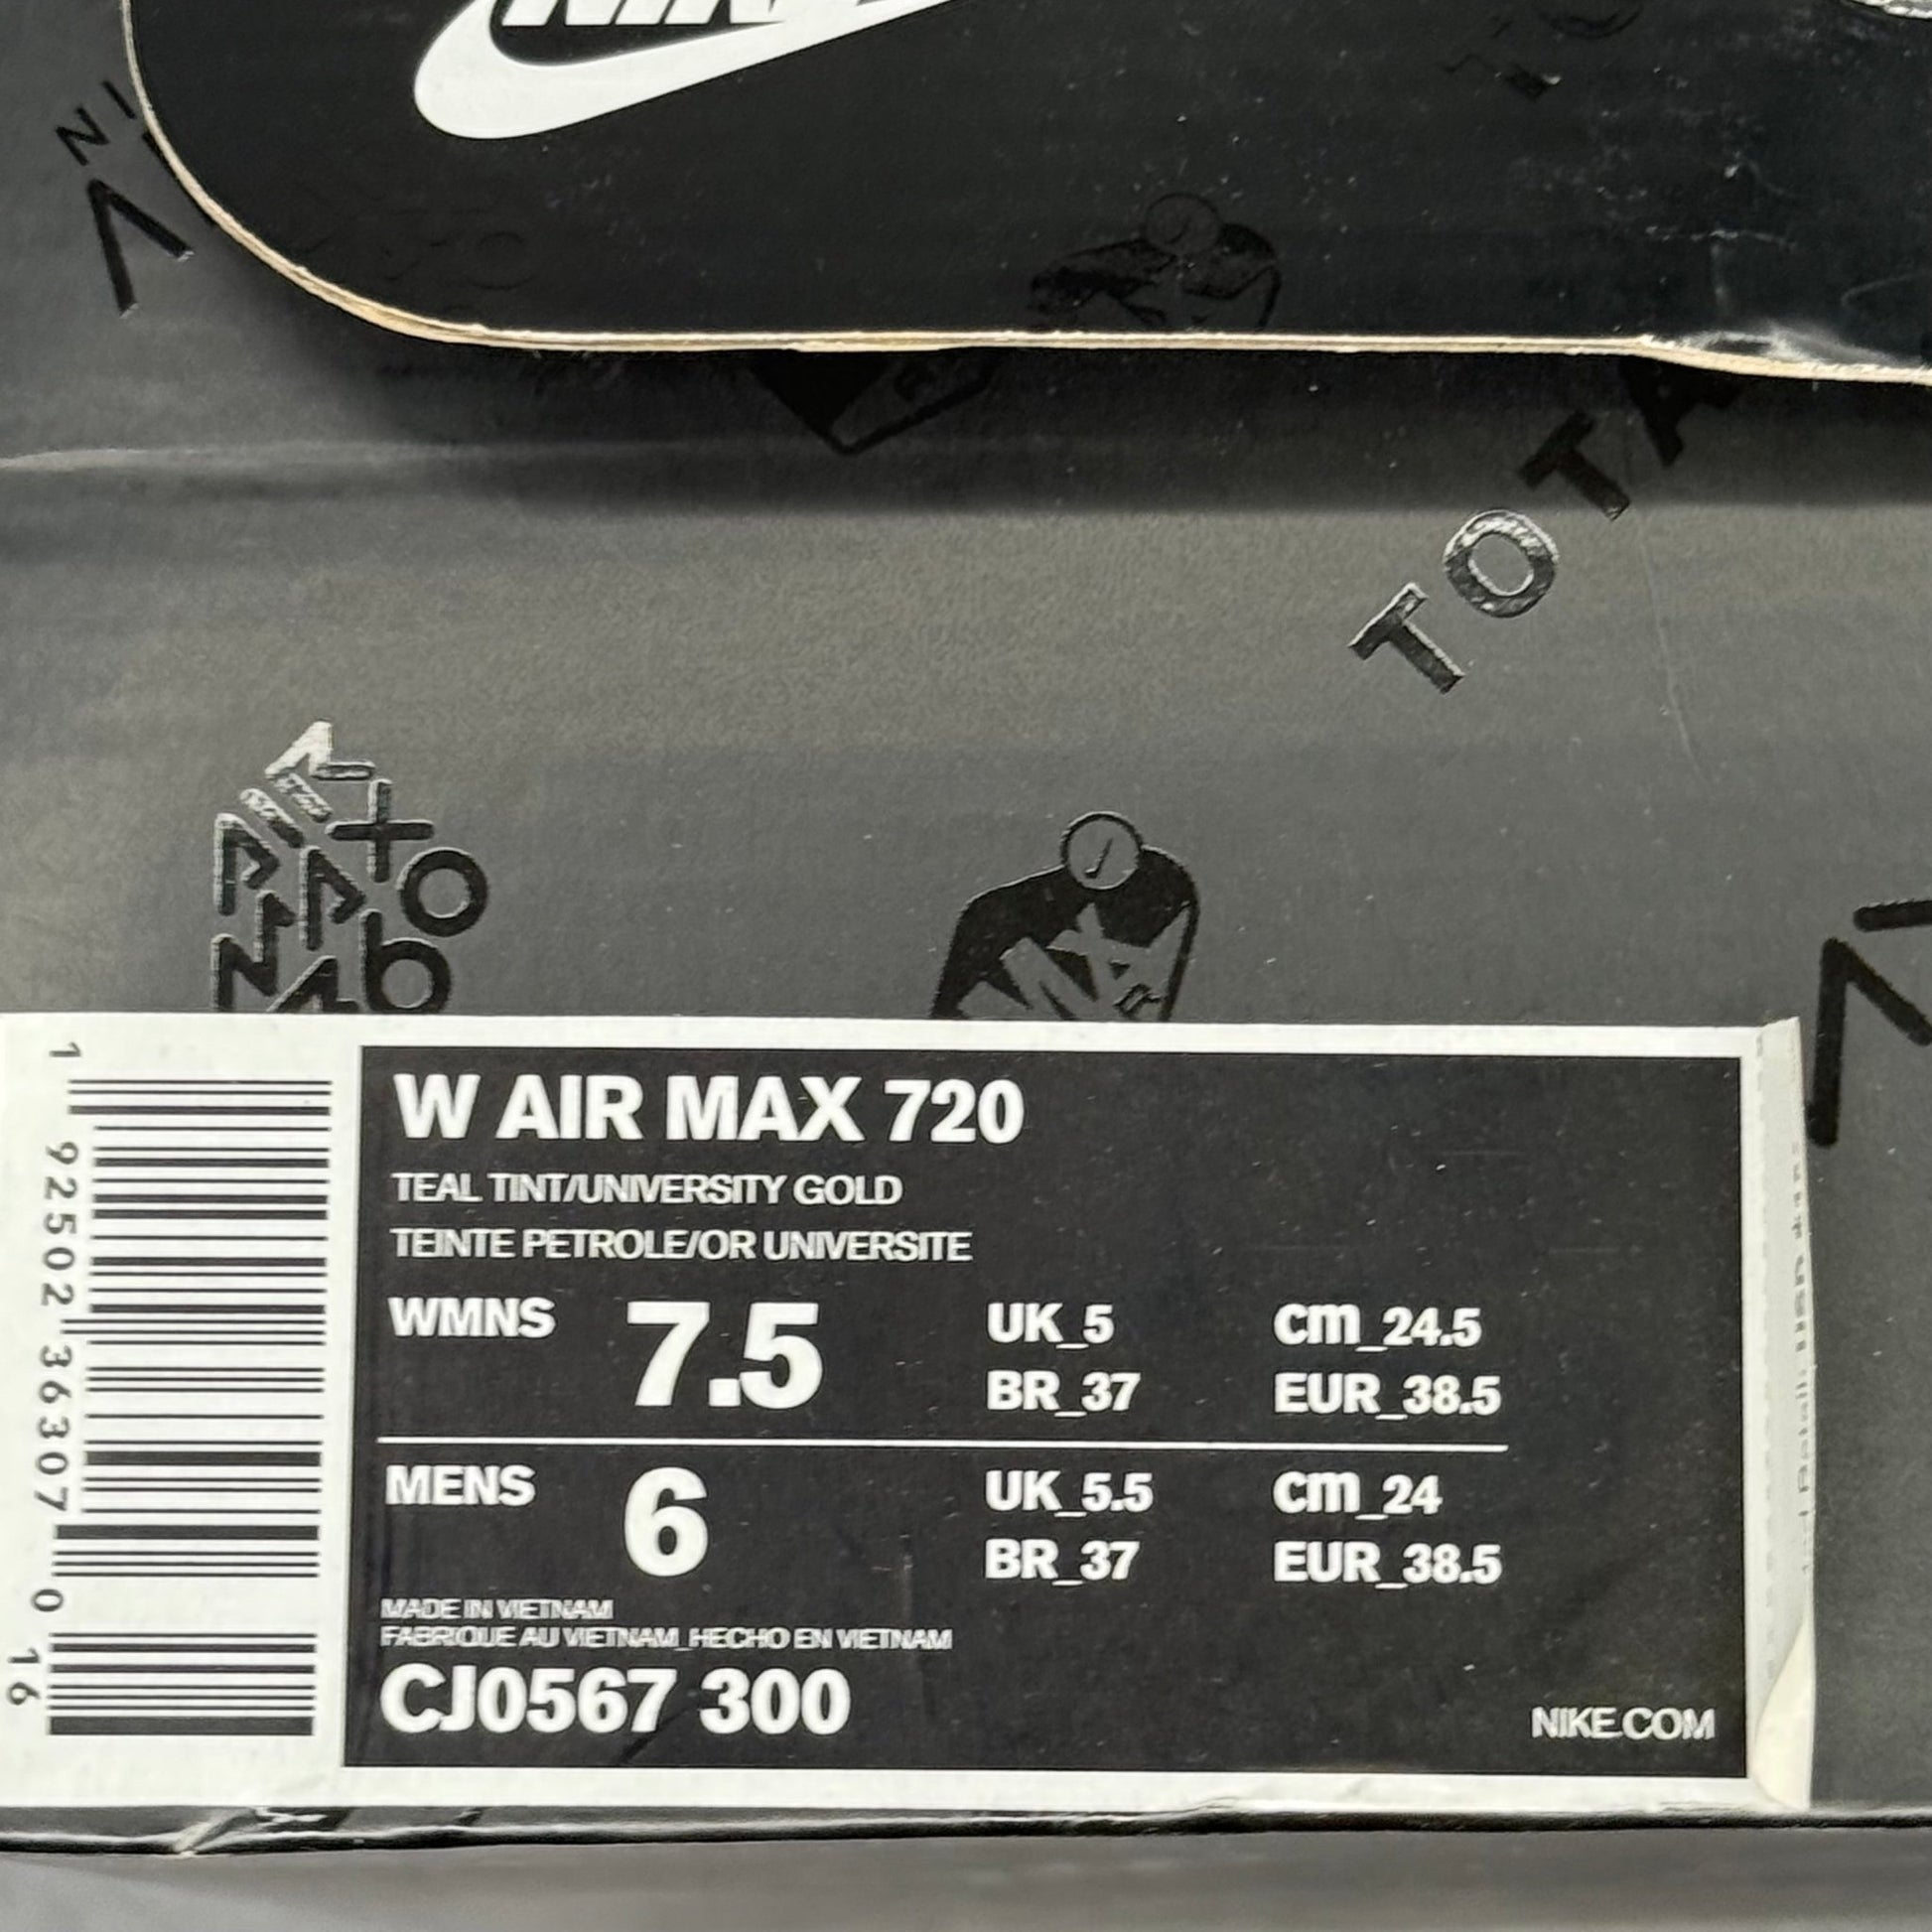 NIKE
TOTA
W AIR MAX 720
TEAL TINT/UNIVERSITY GOLD
TEINTE PETROLE/OR UNIVERSITE
WMNS 7.5 UK_5 cm_24.5
BR_37 EUR_38.5
MENS 6 UK_5.5 cm_24
BR_37 EUR_38.5
MADE IN VIETNAM
FABRIQUE AU VIETNAM_HECHO EN VIETNAM
CJ0567 300
NIKE.COM
1 92502 36307 0 16